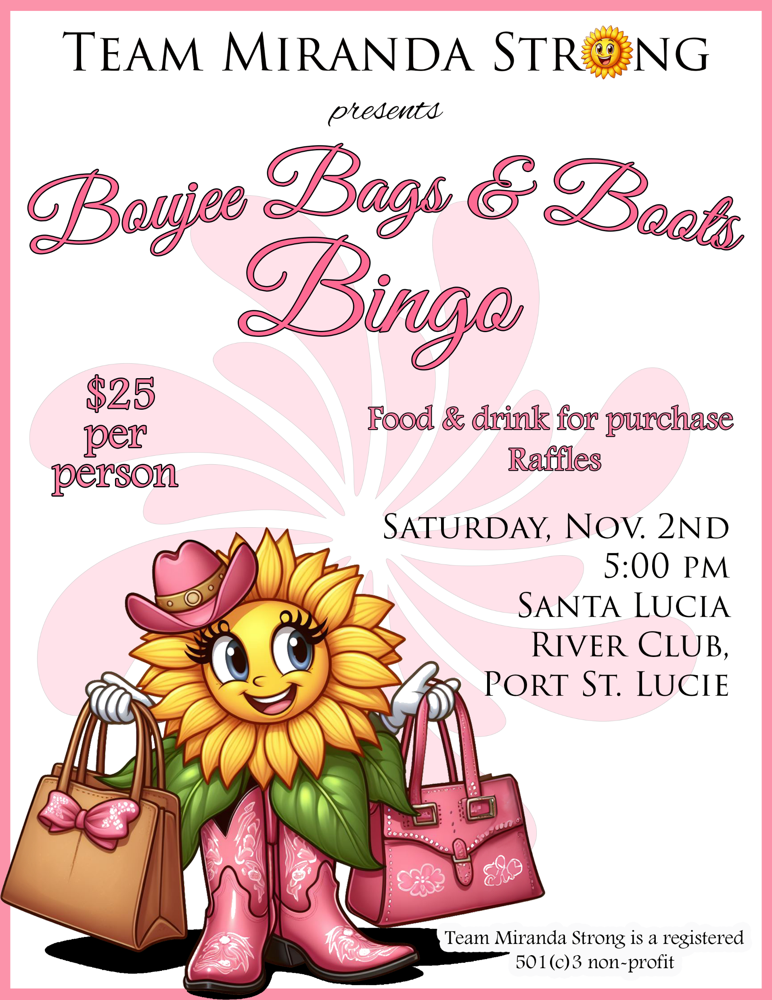 Team Miranda Strong
presents
Boujee Bags & Boots
Bingo
$25
per
person
Food & drink for purchase
Raffles
Saturday, Nov. 2nd
5:00 pm
Santa Lucia
River Club,
Port St. Lucie
Team Miranda Strong is a registered
501(c)3 non-profit